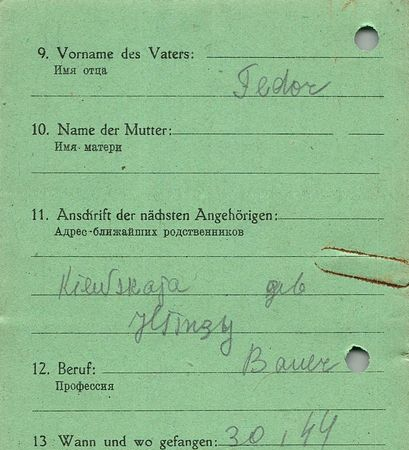 9. Vorname des Vaters:
Имя отца
Fedor
10. Name der Mutter:
Имя матери
11. Anschrift der nächsten Angehörigen:
Адрес-ближайших родственников
Kiewskaja
12. Beruf: Bauer
Профессия
13 Wann und wo gefangen: 30